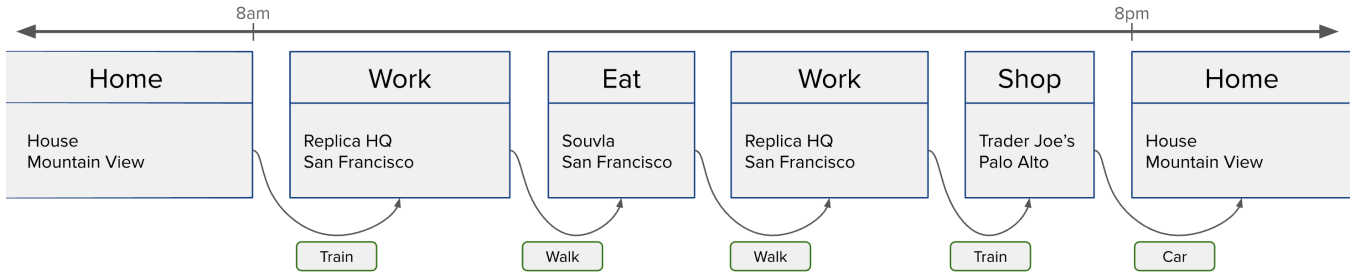 8am
8pm
Home
House
Mountain View
Work
Replica HQ
San Francisco
Eat
Souvla
San Francisco
Work
Replica HQ
San Francisco
Shop
Trader Joe’s
Palo Alto
Home
House
Mountain View
Train
Walk
Walk
Train
Car